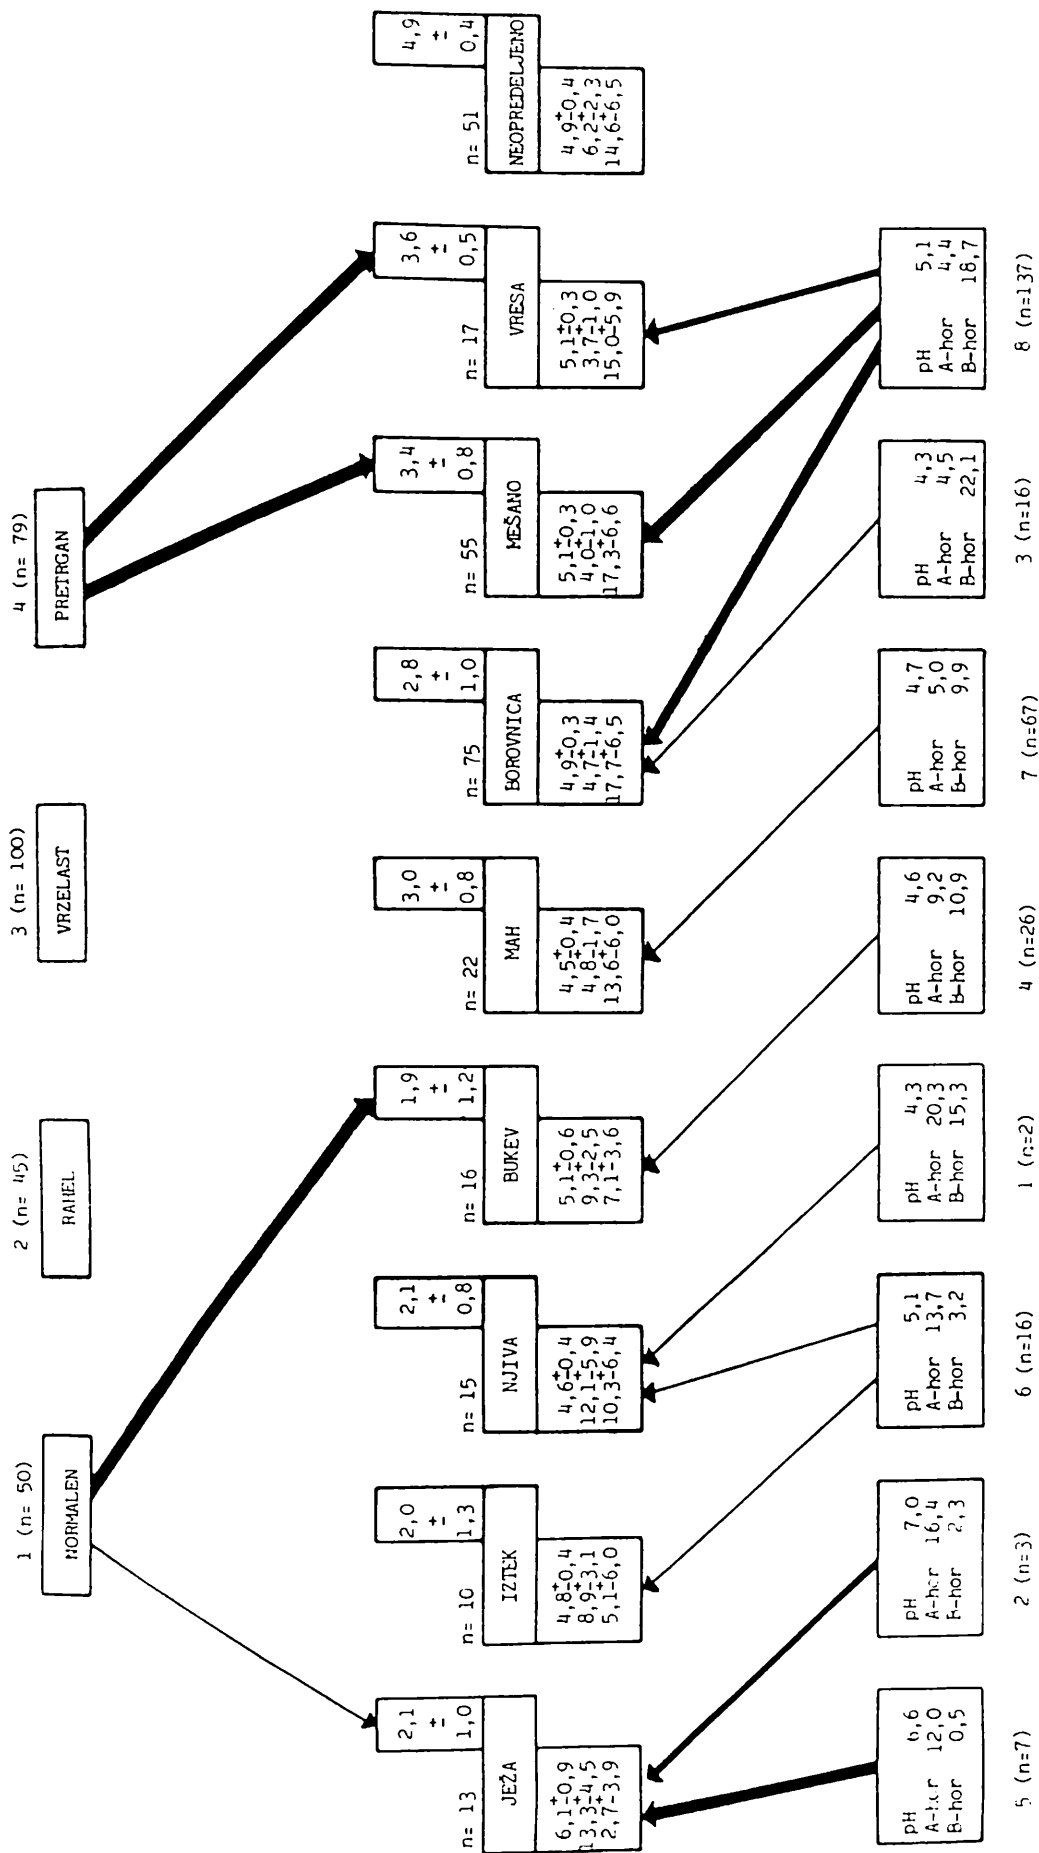 1 (n= 50)
NORMALEN
2 (n= 45)
RAHEL
3 (n= 100)
VRZELAST
4 (n= 79)
PRETRGAN
n= 13
2,1
±
1,0
JEŽA
6,1±0,9
13,3±4,5
2,7±3,9
n= 10
2,0
±
1,3
IZTEK
4,8±0,4
8,9±3,1
5,1±6,0
n= 15
2,1
±
0,8
NJIVA
4,6±0,4
12,1±5,9
10,3±6,4
n= 16
1,9
±
1,2
BUKEV
5,1±0,6
9,3±2,5
7,1±3,6
n= 22
3,0
±
0,8
MAH
4,5±0,4
4,8±1,7
13,6±6,0
n= 75
2,8
±
1,0
BOROVNICA
4,9±0,3
4,7±1,4
17,7±6,5
n= 55
3,4
±
0,8
MEŠANO
5,1±0,3
4,0±1,0
17,3±6,6
n= 17
3,6
±
0,5
VRESA
5,1±0,3
3,7±1,0
15,0±5,9
n= 51
4,9
±
0,4
NEOPREDELJENO
4,9±0,4
6,2±2,3
14,6±6,5
pH 6,6
A-hor 12,0
B-hor 0,5
5 (n=7)
pH 7,0
A-hor 16,4
B-hor 2,3
2 (n=3)
pH 5,1
A-hor 13,7
B-hor 3,2
6 (n=16)
pH 4,3
A-hor 20,3
B-hor 15,3
1 (n=2)
pH 4,6
A-hor 9,2
B-hor 10,9
4 (n=26)
pH 4,7
A-hor 5,0
B-hor 9,9
7 (n=67)
pH 4,3
A-hor 4,5
B-hor 22,1
3 (n=16)
pH 5,1
A-hor 4,4
B-hor 18,7
8 (n=137)